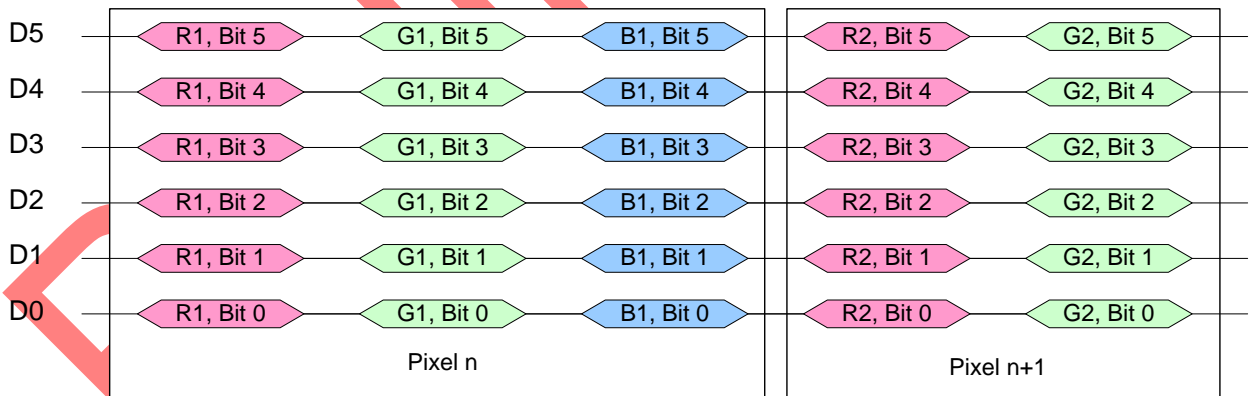 D5 R1, Bit 5 G1, Bit 5 B1, Bit 5 R2, Bit 5 G2, Bit 5
D4 R1, Bit 4 G1, Bit 4 B1, Bit 4 R2, Bit 4 G2, Bit 4
D3 R1, Bit 3 G1, Bit 3 B1, Bit 3 R2, Bit 3 G2, Bit 3
D2 R1, Bit 2 G1, Bit 2 B1, Bit 2 R2, Bit 2 G2, Bit 2
D1 R1, Bit 1 G1, Bit 1 B1, Bit 1 R2, Bit 1 G2, Bit 1
D0 R1, Bit 0 G1, Bit 0 B1, Bit 0 R2, Bit 0 G2, Bit 0
Pixel n Pixel n+1